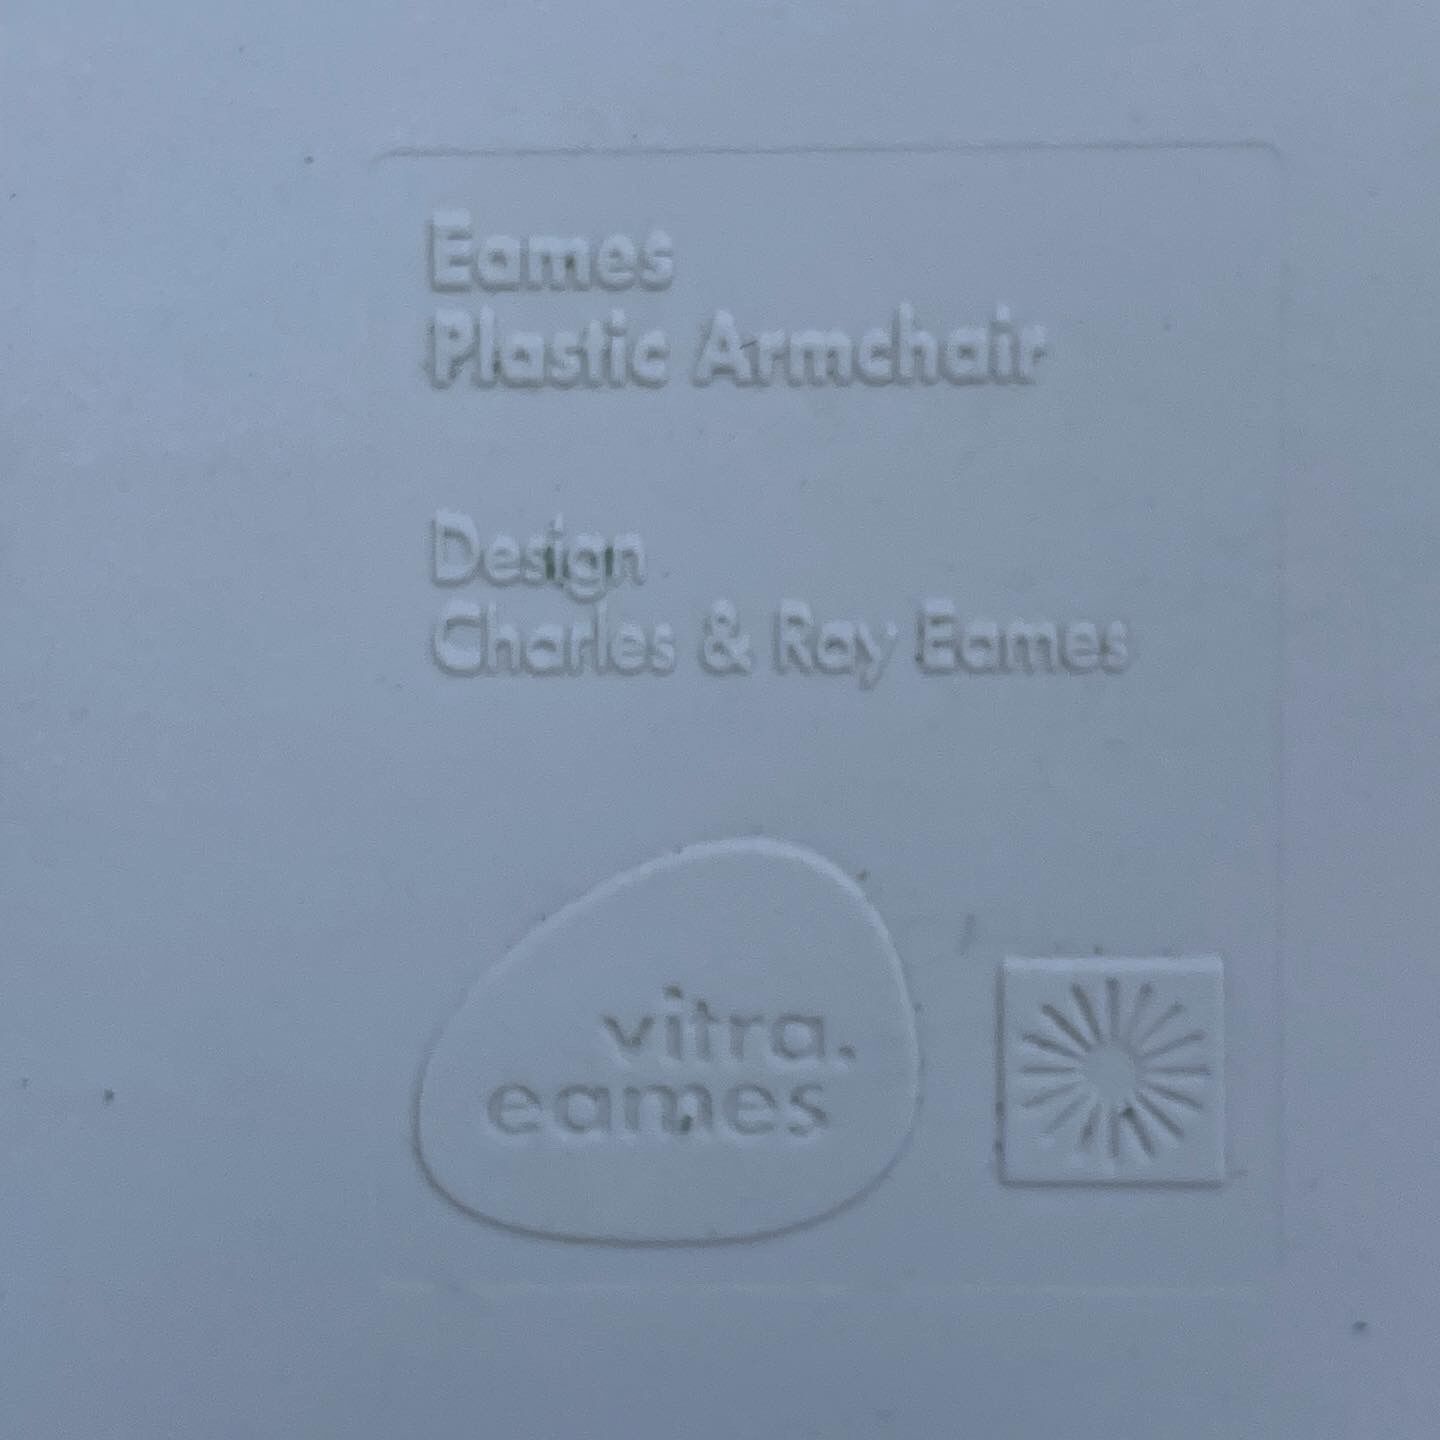 Eames
Plastic Armchair
Design
Charles & Ray Eames
vitra.
eames